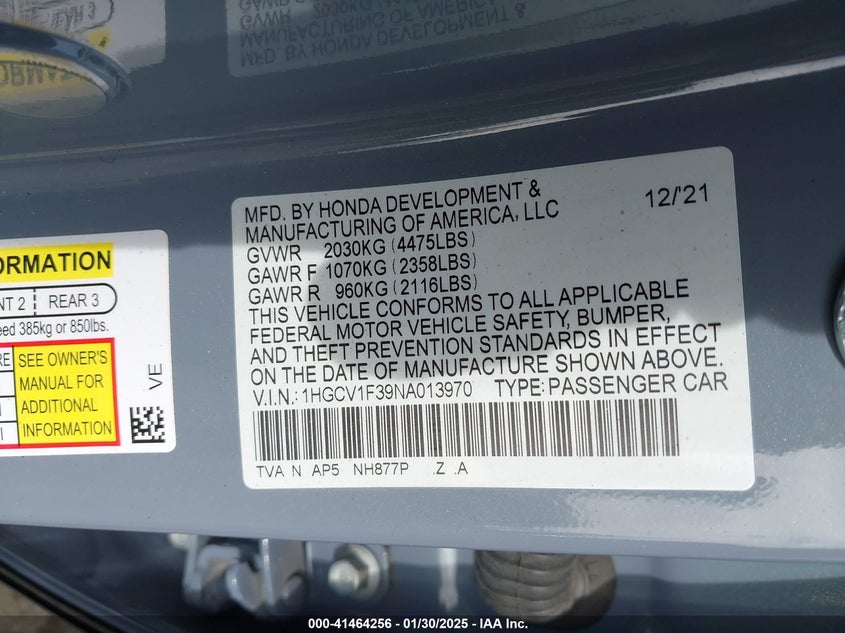 MFD. BY HONDA DEVELOPMENT &
MANUFACTURING OF AMERICA, LLC
12/'21
GVWR 2030KG (4475LBS)
GAWR F 1070KG (2358LBS)
GAWR R 960KG (2116LBS)
THIS VEHICLE CONFORMS TO ALL APPLICABLE
FEDERAL MOTOR VEHICLE SAFETY, BUMPER,
AND THEFT PREVENTION STANDARDS IN EFFECT
ON THE DATE OF MANUFACTURE SHOWN ABOVE.
V.I.N.: 1HGCV1F39NA013970 TYPE: PASSENGER CAR
TVA N AP5 NH877P .Z .A
ORMATION
NT 2 REAR 3
eed 385kg or 850lbs.
RE
SEE OWNER'S
MANUAL FOR
ADDITIONAL
INFORMATION
VE
000-41464256 - 01/30/2025 - IAA Inc.